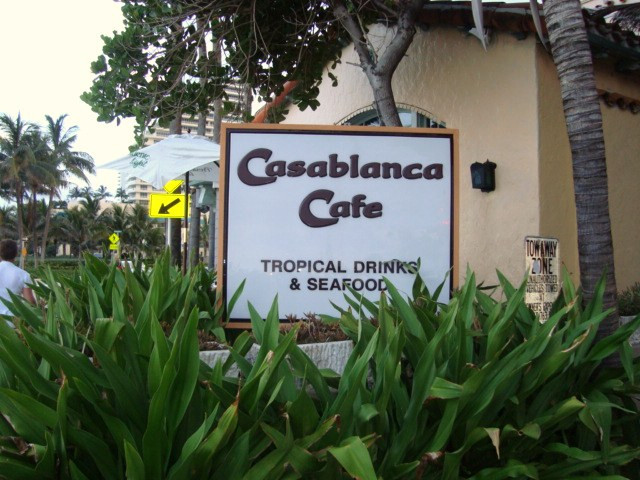 Casablanca
Cafe
TROPICAL DRINKS
& SEAFOOD
TOW AWAY
ZONE